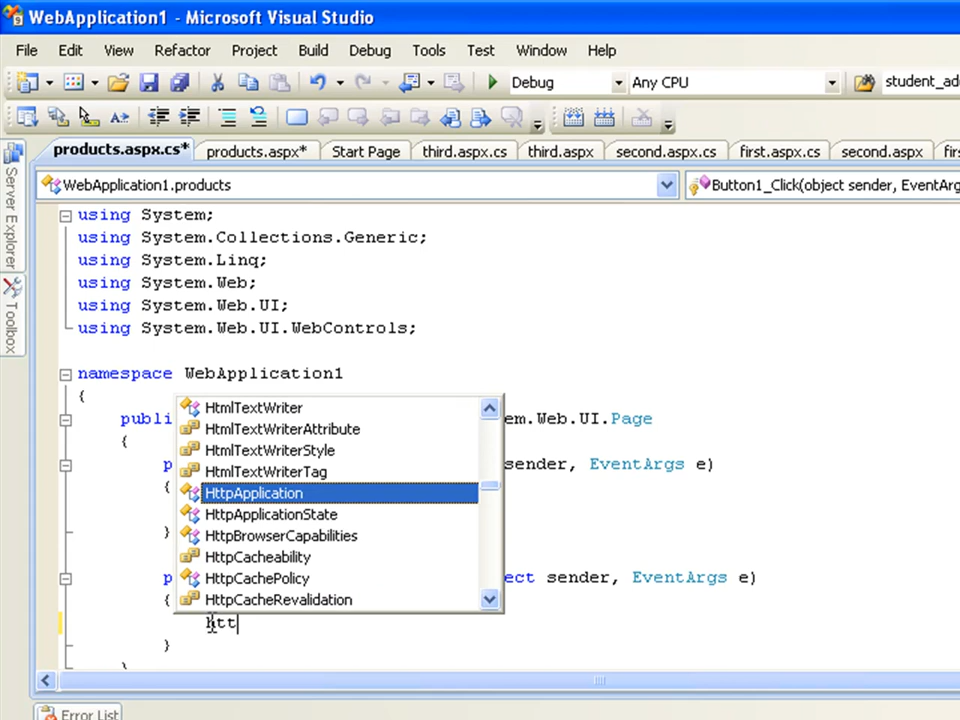 WebApplication1 - Microsoft Visual Studio
File Edit View Refactor Project Build Debug Tools Test Window Help
Debug Any CPU student_ad
products.aspx.cs* products.aspx* Start Page third.aspx.cs third.aspx second.aspx.cs first.aspx.cs second.aspx fir
WebApplication1.products Button1_Click(object sender, EventArg
Server Explorer
Toolbox
using System;
using System.Collections.Generic;
using System.Linq;
using System.Web;
using System.Web.UI;
using System.Web.UI.WebControls;
namespace WebApplication1
{
publi em.Web.UI.Page
{
p sender, EventArgs e)
{
}
p ect sender, EventArgs e)
{
htt
}
}
HtmlTextWriter
HtmlTextWriterAttribute
HtmlTextWriterStyle
HtmlTextWriterTag
HttpApplication
HttpApplicationState
HttpBrowserCapabilities
HttpCacheability
HttpCachePolicy
HttpCacheRevalidation
Error List